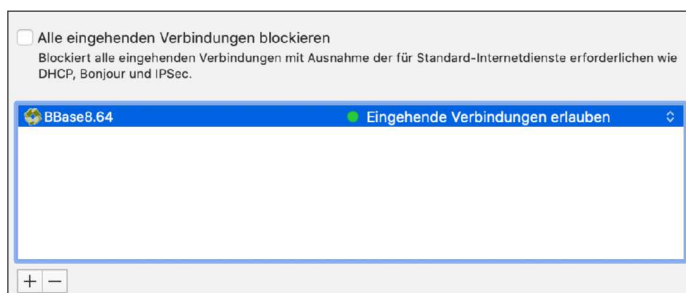 Alle eingehenden Verbindungen blockieren
Blockiert alle eingehenden Verbindungen mit Ausnahme der für Standard-Internetdienste erforderlichen wie
DHCP, Bonjour und IPSec.
BBase8.64 Eingehende Verbindungen erlauben
+ −